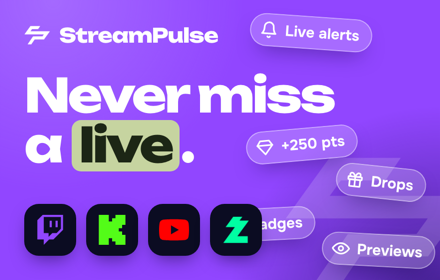 StreamPulse
Live alerts
Never miss
a live.
+250 pts
Drops
adges
Previews